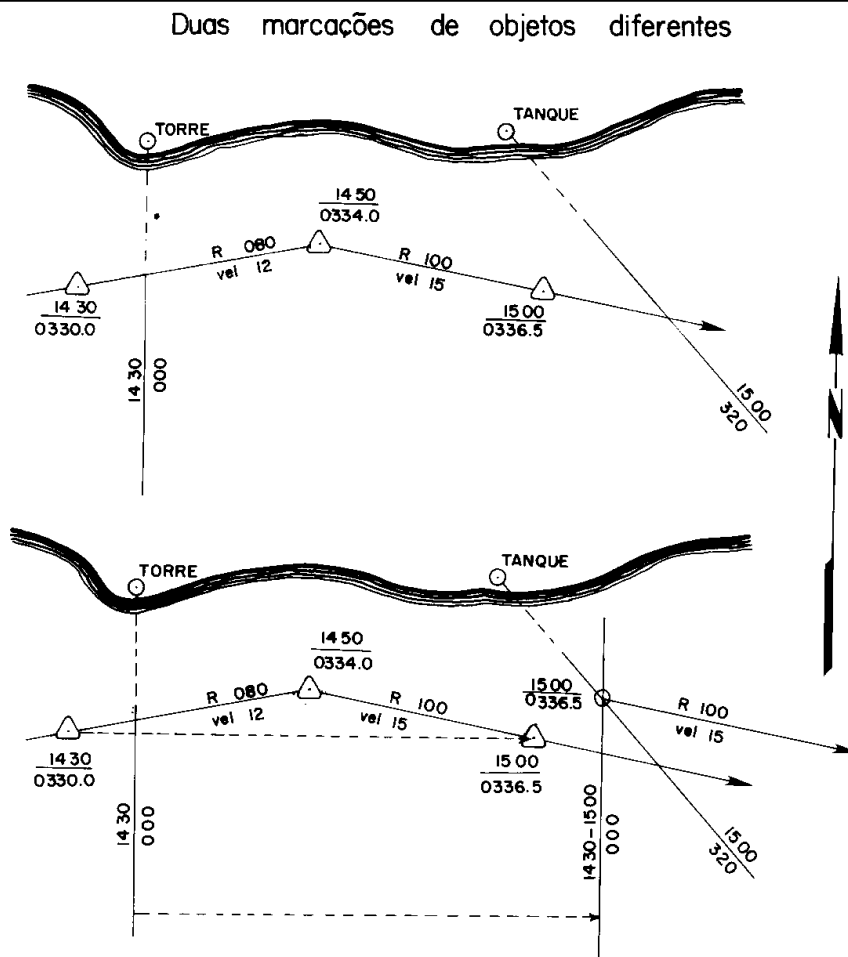 Duas marcações de objetos diferentes
TORRE
TANQUE
1450
0334.0
R 080
vel 12
R 100
vel 15
1430
0330.0
1500
0336.5
1430
000
1500
320
N
TORRE
TANQUE
1450
0334.0
R 080
vel 12
R 100
vel 15
1500
0336.5
R 100
vel 15
1430
0330.0
1500
0336.5
1430
000
1430-1500
000
1500
320